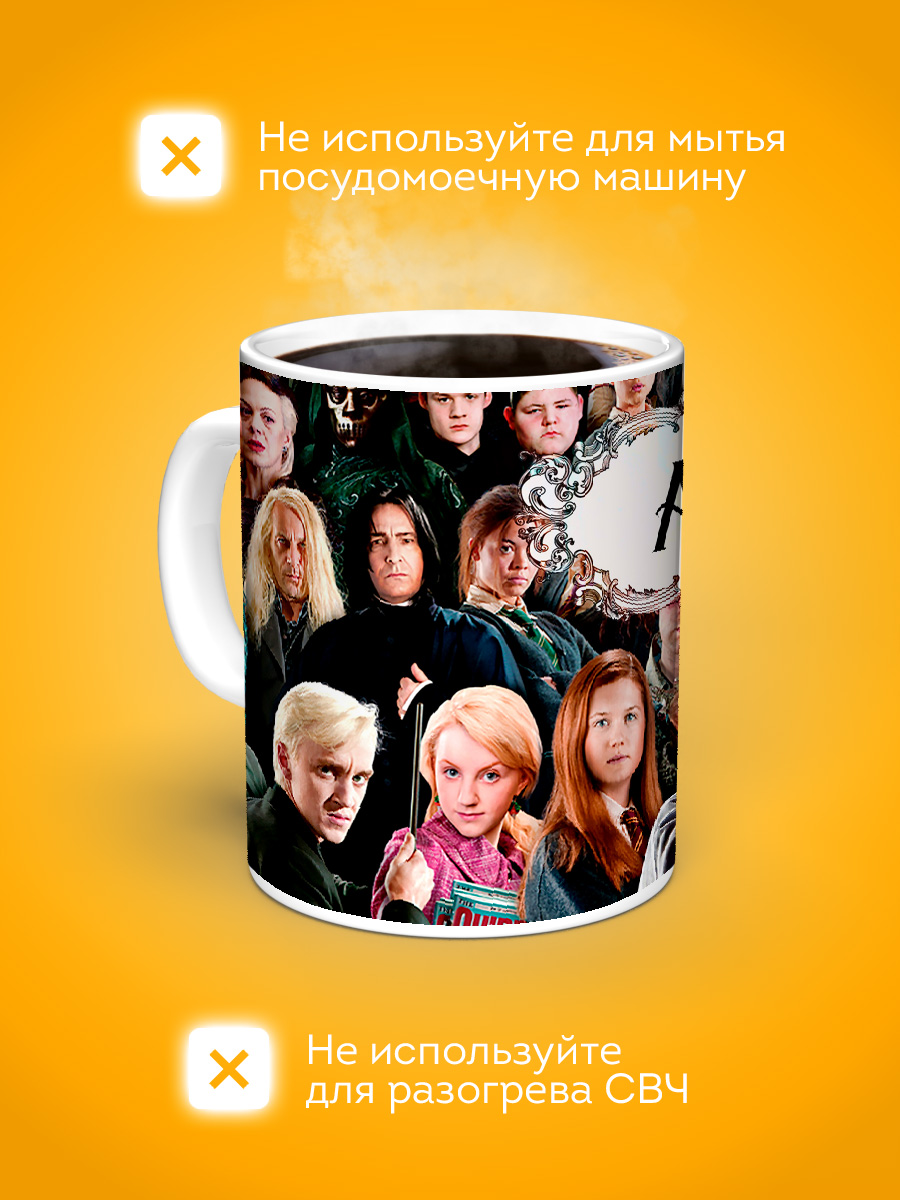 Не используйте для мытья
посудомоечную машину
Не используйте
для разогрева СВЧ